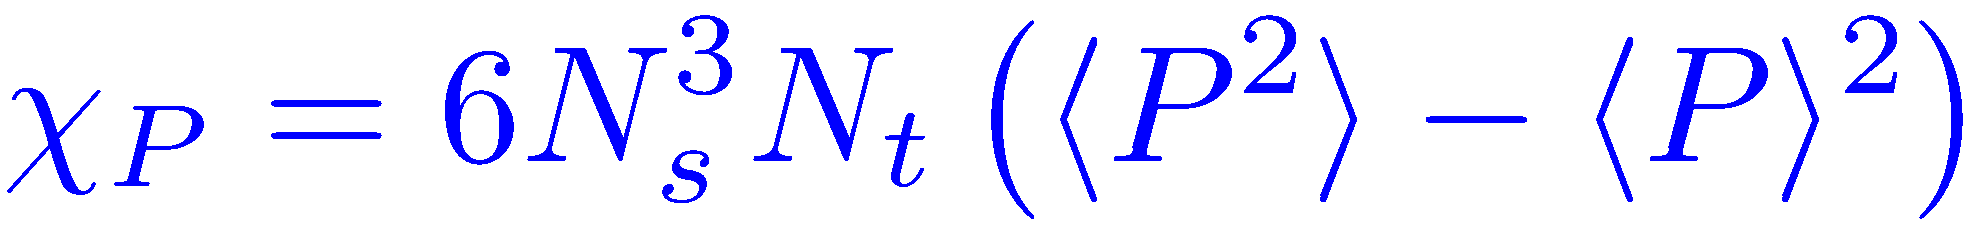 χ_P = 6N_s^3 N_t (⟨P^2⟩ − ⟨P⟩^2)